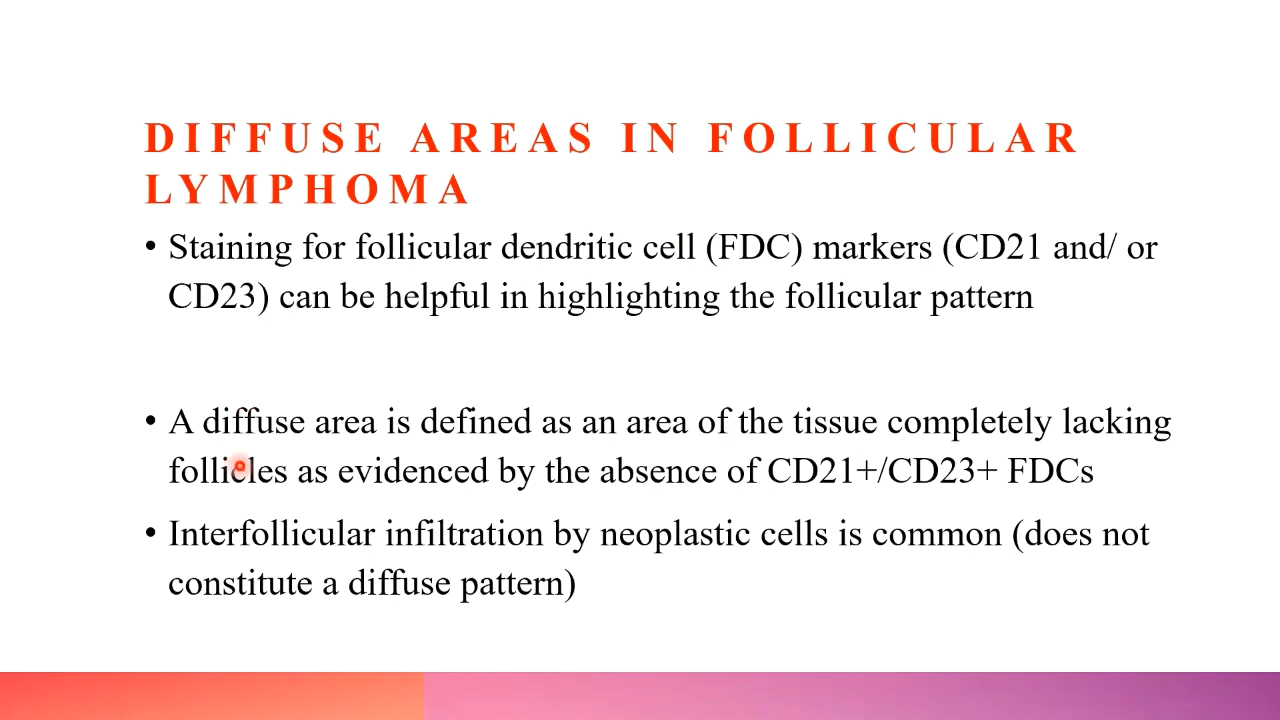 DIFFUSE AREAS IN FOLLICULAR
LYMPHOMA
• Staining for follicular dendritic cell (FDC) markers (CD21 and/ or
CD23) can be helpful in highlighting the follicular pattern
• A diffuse area is defined as an area of the tissue completely lacking
follicles as evidenced by the absence of CD21+/CD23+ FDCs
• Interfollicular infiltration by neoplastic cells is common (does not
constitute a diffuse pattern)